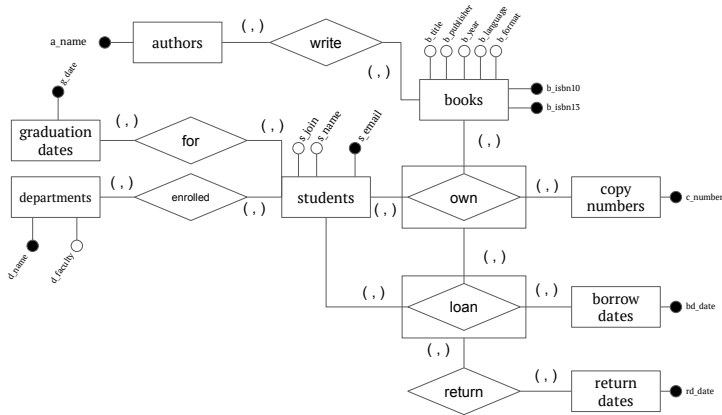 a_name
authors
( , )
write
( , )
b_title
b_publisher
b_year
b_language
b_format
books
b_isbn10
b_isbn13
g_date
graduation
dates
( , )
for
( , )
s_join
s_name
s_email
( , )
departments
( , )
enrolled
( , )
students
( , )
own
( , )
copy
numbers
c_number
d_name
d_faculty
( , )
( , )
loan
( , )
borrow
dates
bd_date
( , )
return
( , )
return
dates
rd_date